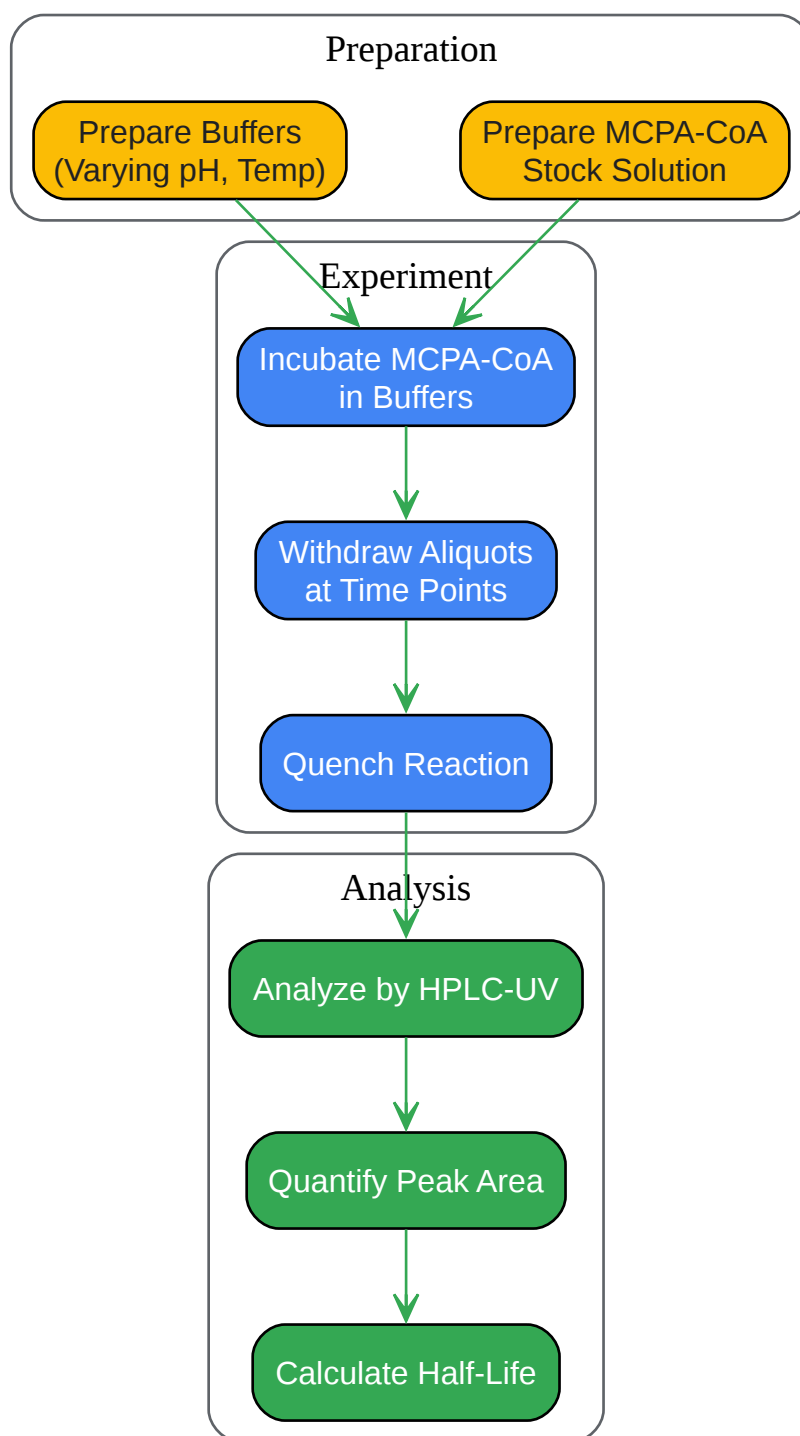 Preparation
Prepare Buffers
(Varying pH, Temp)
Prepare MCPA-CoA
Stock Solution
Experiment
Incubate MCPA-CoA
in Buffers
Withdraw Aliquots
at Time Points
Quench Reaction
Analysis
Analyze by HPLC-UV
Quantify Peak Area
Calculate Half-Life